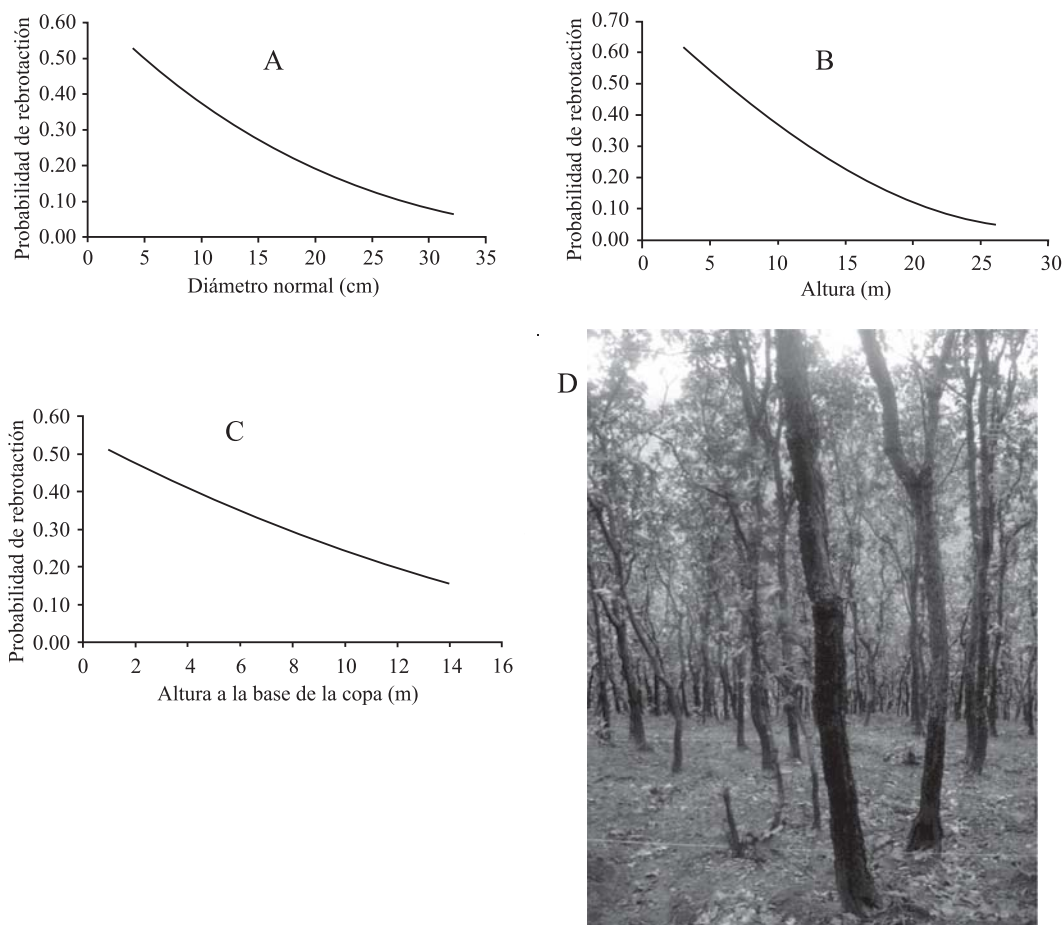 A
Probabilidad de rebrotactión
0.60
0.50
0.40
0.30
0.20
0.10
0.00
0 5 10 15 20 25 30 35
Diámetro normal (cm)
B
Probabilidad de rebrotactión
0.70
0.60
0.50
0.40
0.30
0.20
0.10
0.00
0 5 10 15 20 25 30
Altura (m)
C
Probabilidad de rebrotactión
0.60
0.50
0.40
0.30
0.20
0.10
0.00
0 2 4 6 8 10 12 14 16
Altura a la base de la copa (m)
D